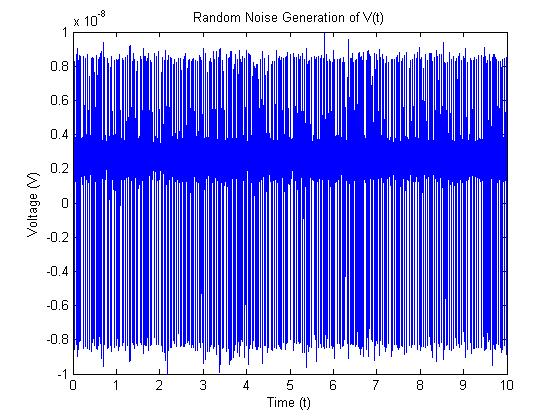 Random Noise Generation of V(t)
x 10^-8
1
0.8
0.6
0.4
0.2
0
-0.2
-0.4
-0.6
-0.8
-1
Voltage (V)
0 1 2 3 4 5 6 7 8 9 10
Time (t)